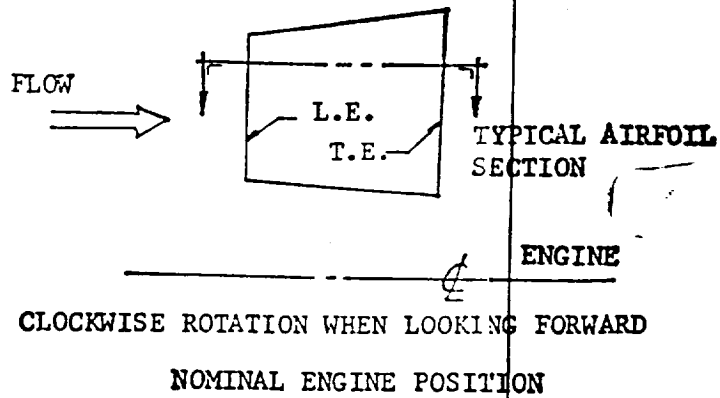 FLOW
L.E.
T.E.
TYPICAL AIRFOIL
SECTION
ENGINE
℄
CLOCKWISE ROTATION WHEN LOOKING FORWARD
NOMINAL ENGINE POSITION